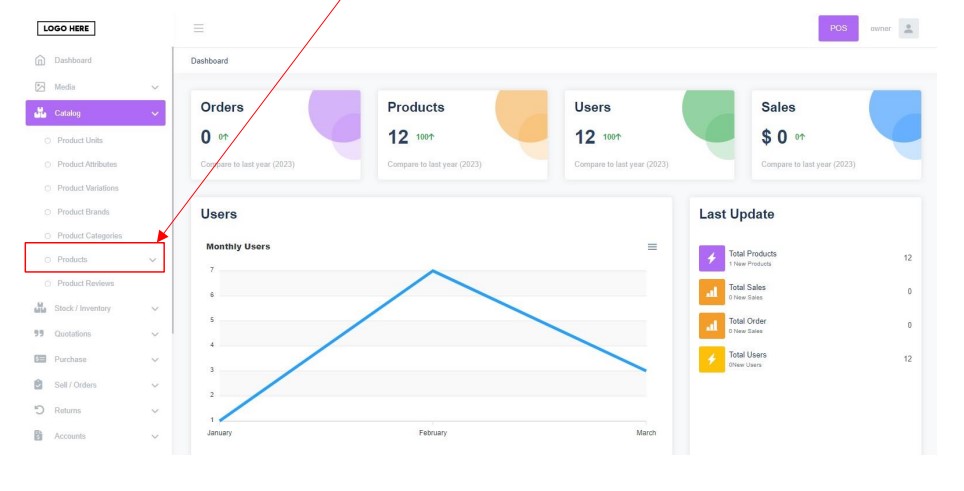 LOGO HERE
POS owner
Dashboard
Media
Catalog
Product Units
Product Attributes
Product Variations
Product Brands
Product Categories
Products
Product Reviews
Stock / Inventory
Quotations
Purchase
Sell / Orders
Returns
Accounts
Dashboard
Orders
0 0↑
Compare to last year (2023)
Products
12 100↑
Compare to last year (2023)
Users
12 100↑
Compare to last year (2023)
Sales
$ 0 0↑
Compare to last year (2023)
Users
Monthly Users
7
6
5
4
3
2
1
January February March
Last Update
Total Products 12
1 New Products
Total Sales 0
0 New Sales
Total Order 0
0 New Sales
Total Users 12
0New Users